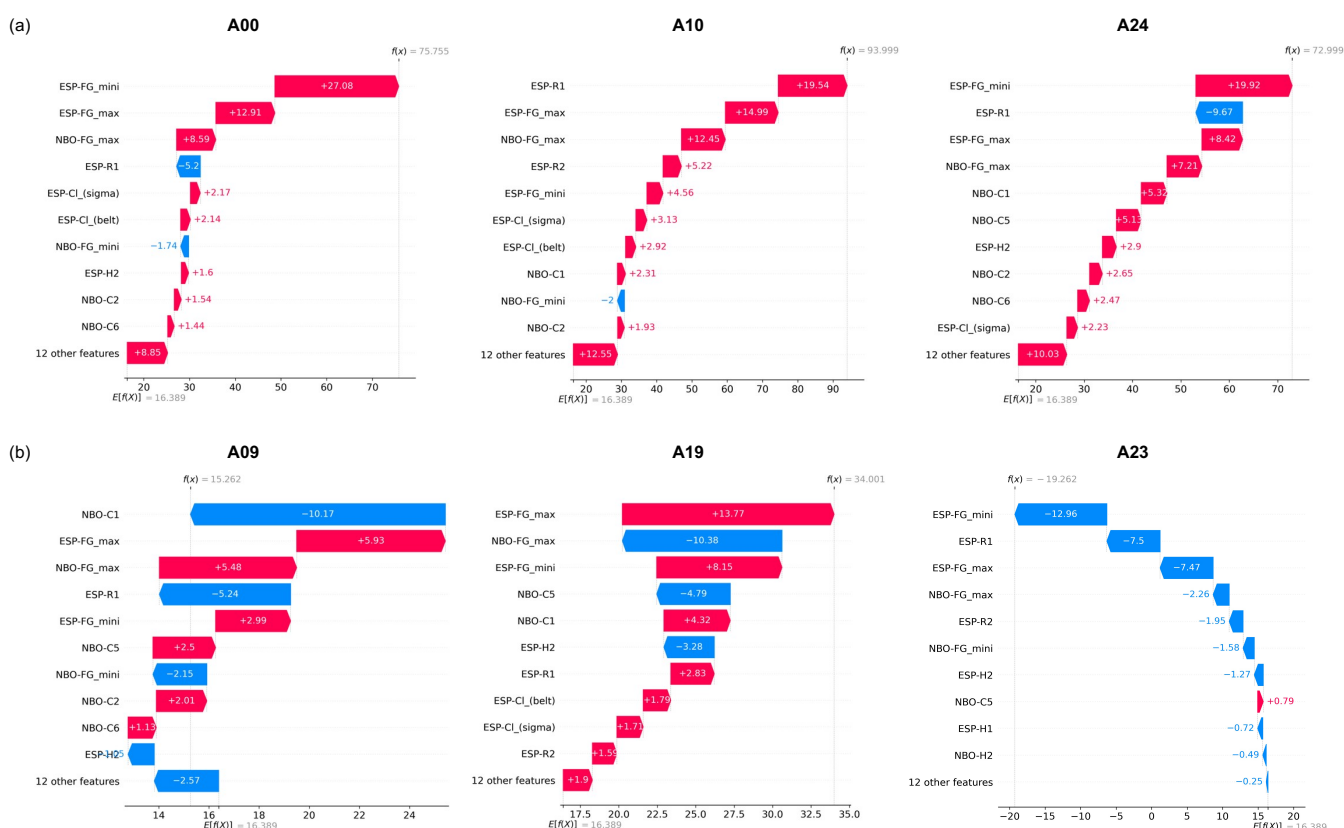 (a)
A00
f(x) = 75.755
ESP-FG_mini +27.08
ESP-FG_max +12.91
NBO-FG_max +8.59
ESP-R1 −5.2
ESP-Cl_(sigma) +2.17
ESP-Cl_(belt) +2.14
NBO-FG_mini −1.74
ESP-H2 +1.6
NBO-C2 +1.54
NBO-C6 +1.44
12 other features +8.85
20 30 40 50 60 70
E[f(X)] = 16.389
A10
f(x) = 93.999
ESP-R1 +19.54
ESP-FG_max +14.99
NBO-FG_max +12.45
ESP-R2 +5.22
ESP-FG_mini +4.56
ESP-Cl_(sigma) +3.13
ESP-Cl_(belt) +2.92
NBO-C1 +2.31
NBO-FG_mini −2
NBO-C2 +1.93
12 other features +12.55
20 30 40 50 60 70 80 90
E[f(X)] = 16.389
A24
f(x) = 72.999
ESP-FG_mini +19.92
ESP-R1 −9.67
ESP-FG_max +8.42
NBO-FG_max +7.21
NBO-C1 +5.32
NBO-C5 +5.13
ESP-H2 +2.9
NBO-C2 +2.65
NBO-C6 +2.47
ESP-Cl_(sigma) +2.23
12 other features +10.03
20 30 40 50 60 70
E[f(X)] = 16.389
(b)
A09
f(x) = 15.262
NBO-C1 −10.17
ESP-FG_max +5.93
NBO-FG_max +5.48
ESP-R1 −5.24
ESP-FG_mini +2.99
NBO-C5 +2.5
NBO-FG_mini −2.15
NBO-C2 +2.01
NBO-C6 +1.13
ESP-H2
12 other features −2.57
14 16 18 20 22 24
E[f(X)] = 16.389
A19
f(x) = 34.001
ESP-FG_max +13.77
NBO-FG_max −10.38
ESP-FG_mini +8.15
NBO-C5 −4.79
NBO-C1 +4.32
ESP-H2 −3.28
ESP-R1 +2.83
ESP-Cl_(belt) +1.79
ESP-Cl_(sigma) +1.71
ESP-R2 +1.59
12 other features +1.9
17.5 20.0 22.5 25.0 27.5 30.0 32.5 35.0
E[f(X)] = 16.389
A23
f(x) = −19.262
ESP-FG_mini −12.96
ESP-R1 −7.5
ESP-FG_max −7.47
NBO-FG_max −2.26
ESP-R2 −1.95
NBO-FG_mini −1.58
ESP-H2 −1.27
NBO-C5 +0.79
ESP-H1 −0.72
NBO-H2 −0.49
12 other features −0.25
−20 −15 −10 −5 0 5 10 15 20
E[f(X)] = 16.389